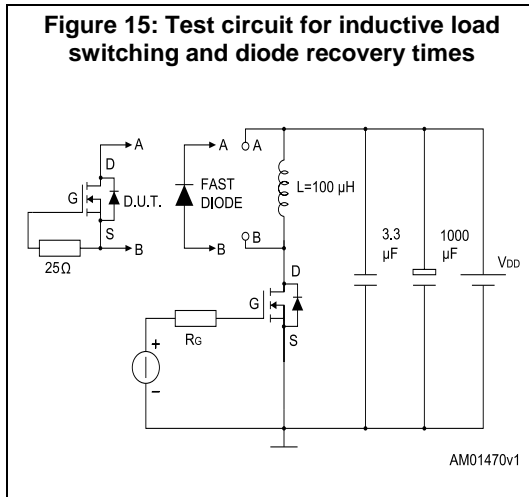 Figure 15: Test circuit for inductive load
switching and diode recovery times
A
D
G
D.U.T.
S
B
25Ω
A
FAST
DIODE
B
A
L=100 µH
B
D
G
S
RG
+
–
3.3
µF
1000
µF
VDD
AM01470v1